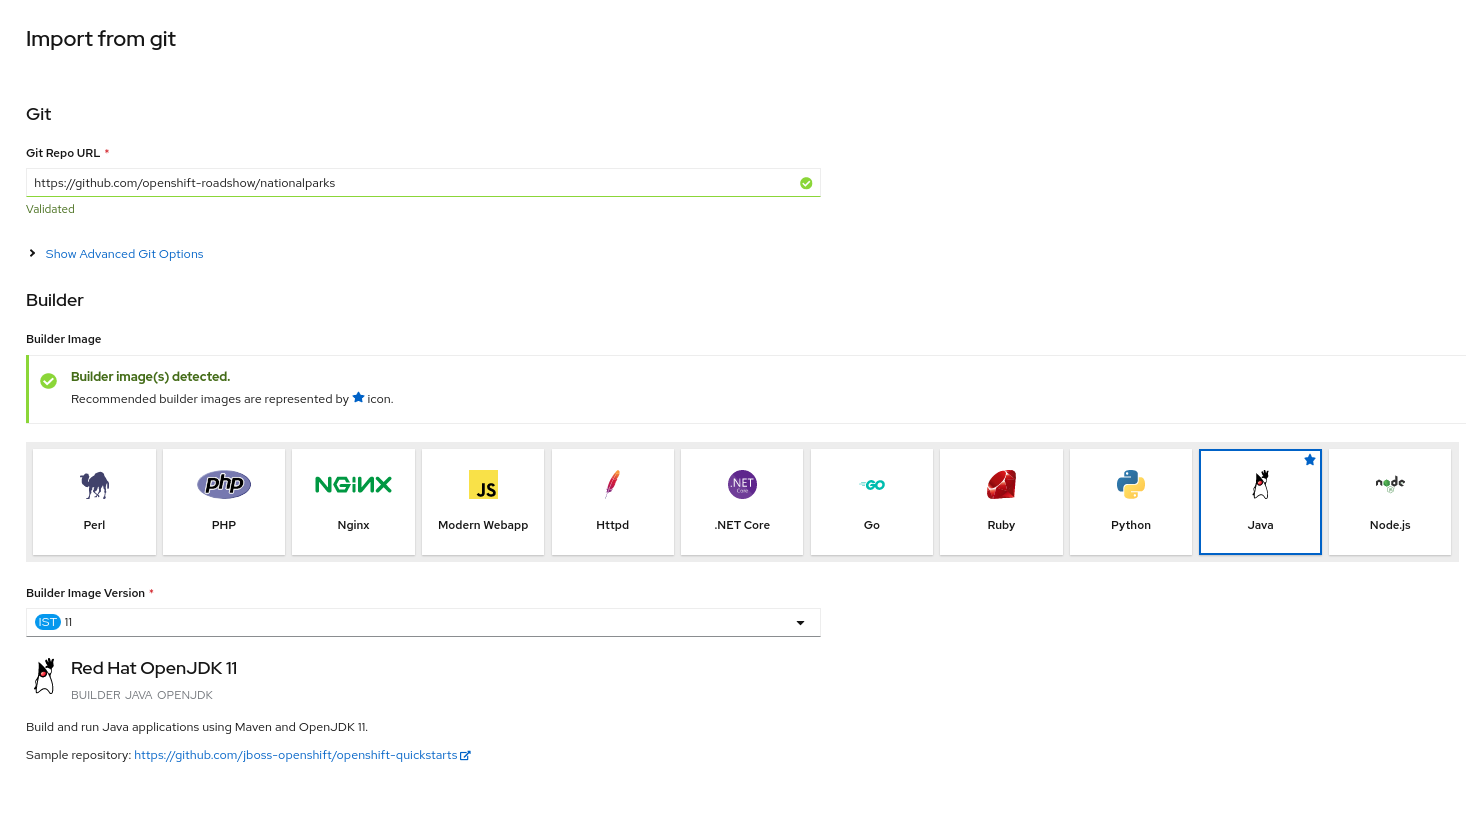 Import from git
Git
Git Repo URL *
https://github.com/openshift-roadshow/nationalparks
Validated
Show Advanced Git Options
Builder
Builder Image
Builder image(s) detected.
Recommended builder images are represented by icon.
php NGINX JS .NET Core GO node
Perl PHP Nginx Modern Webapp Httpd .NET Core Go Ruby Python Java Node.js
Builder Image Version *
IST 11
Red Hat OpenJDK 11
BUILDER JAVA OPENJDK
Build and run Java applications using Maven and OpenJDK 11.
Sample repository: https://github.com/jboss-openshift/openshift-quickstarts